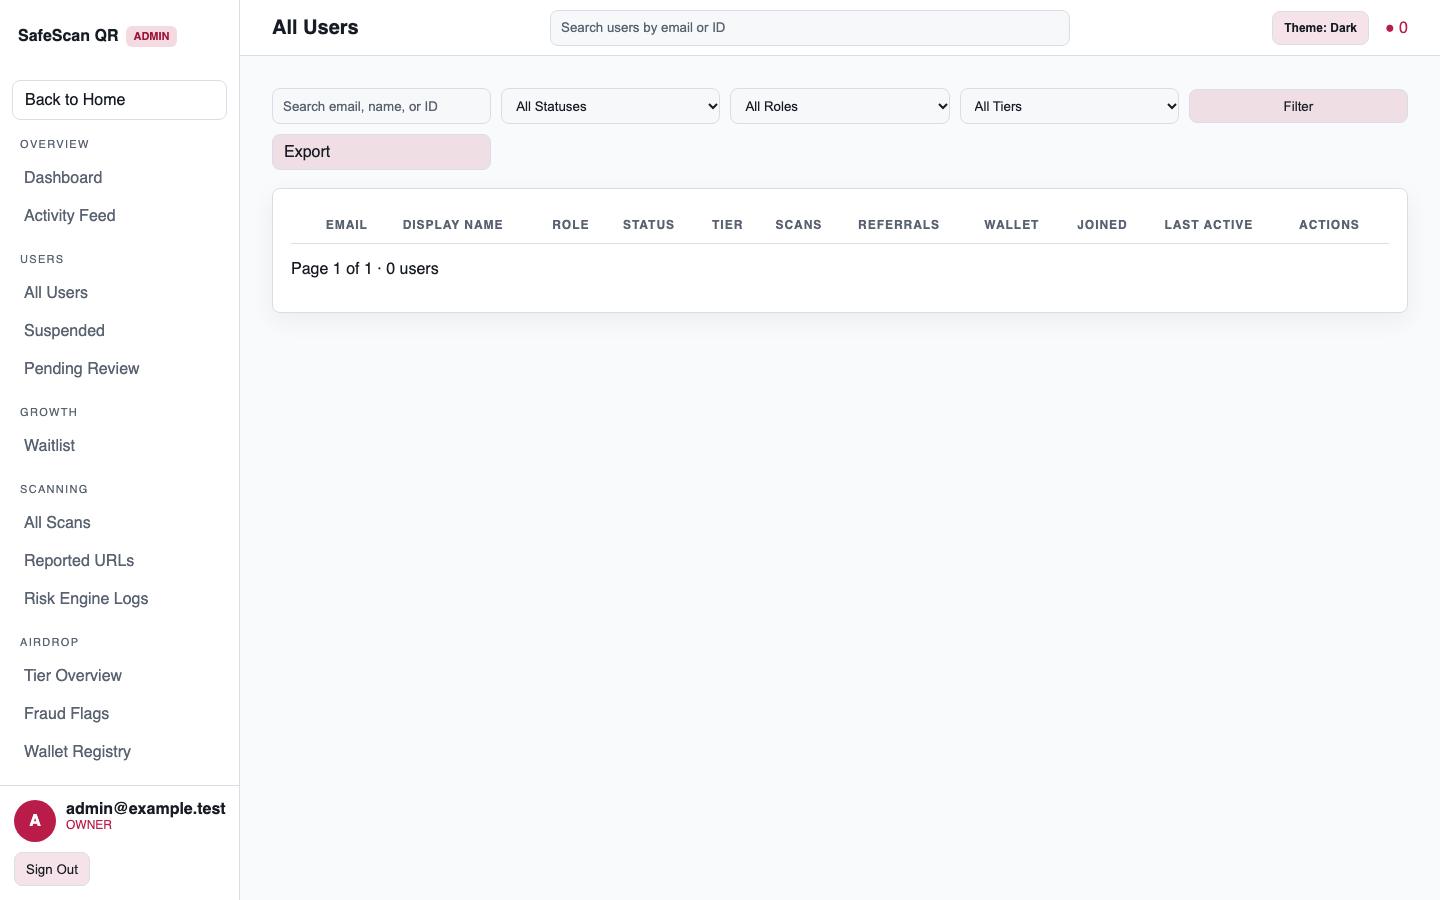 SafeScan QR ADMIN
Back to Home
OVERVIEW
Dashboard
Activity Feed
USERS
All Users
Suspended
Pending Review
GROWTH
Waitlist
SCANNING
All Scans
Reported URLs
Risk Engine Logs
AIRDROP
Tier Overview
Fraud Flags
Wallet Registry
A admin@example.test
OWNER
Sign Out
All Users Search users by email or ID Theme: Dark ● 0
Search email, name, or ID All Statuses All Roles All Tiers Filter
Export
EMAIL DISPLAY NAME ROLE STATUS TIER SCANS REFERRALS WALLET JOINED LAST ACTIVE ACTIONS
Page 1 of 1 · 0 users